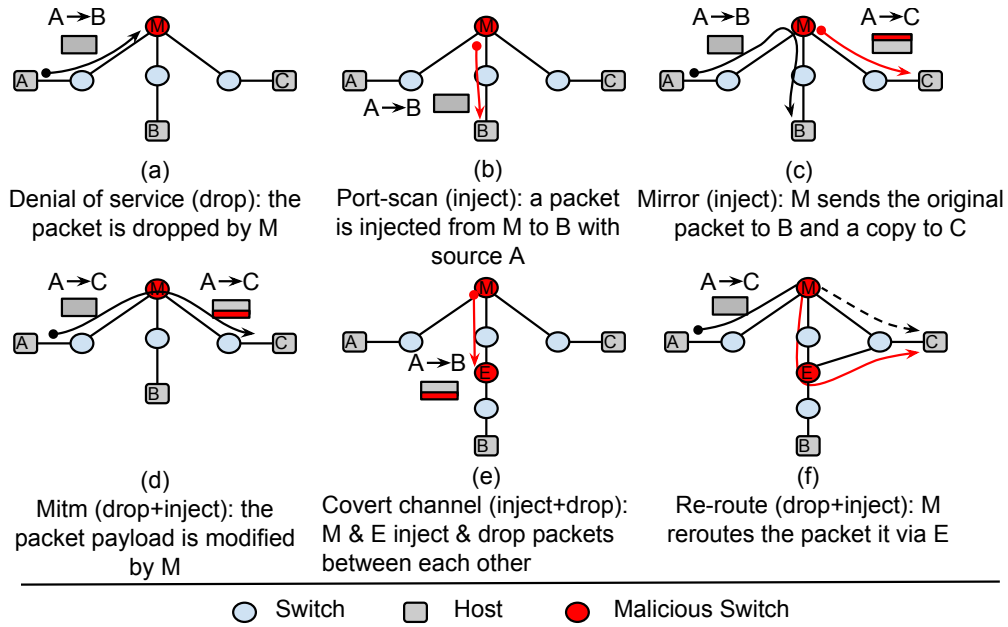 A→B
M
A
C
B
(a)
Denial of service (drop): the
packet is dropped by M
M
A
C
A→B
B
(b)
Port-scan (inject): a packet
is injected from M to B with
source A
A→B
A→C
M
A
C
B
(c)
Mirror (inject): M sends the original
packet to B and a copy to C
A→C
A→C
M
A
C
B
(d)
Mitm (drop+inject): the
packet payload is modified
by M
M
A
C
A→B
E
B
(e)
Covert channel (inject+drop):
M & E inject & drop packets
between each other
A→C
M
A
C
E
B
(f)
Re-route (drop+inject): M
reroutes the packet it via E
Switch
Host
Malicious Switch